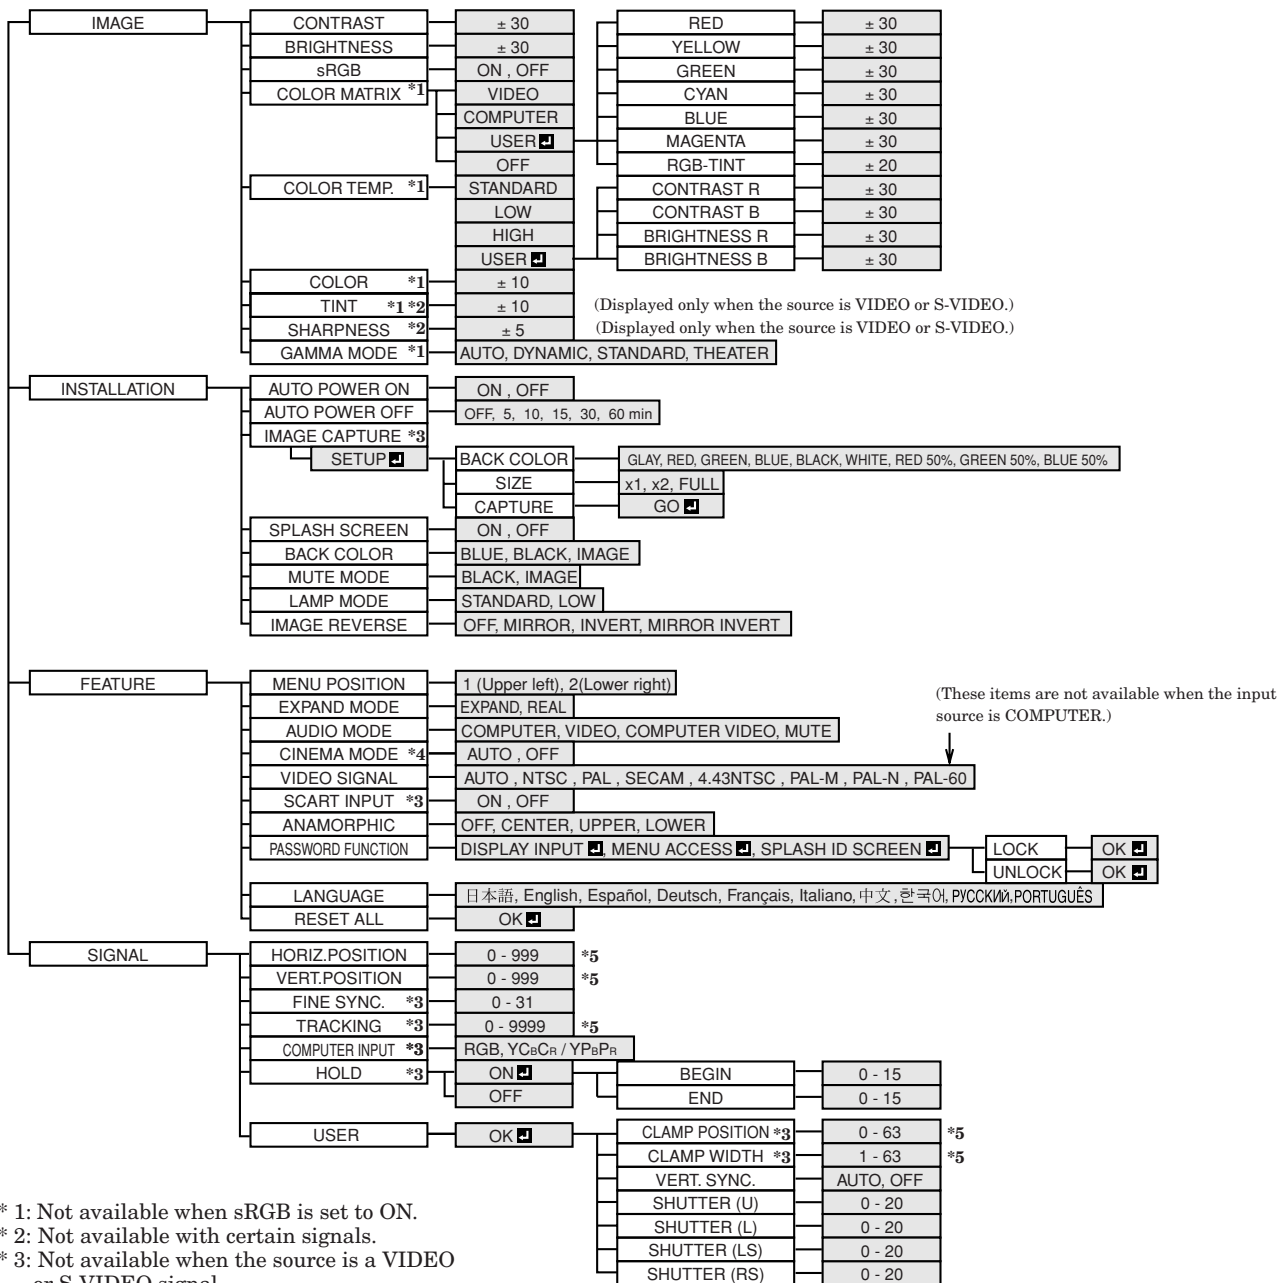 IMAGE
CONTRAST ± 30
BRIGHTNESS ± 30
sRGB ON , OFF
COLOR MATRIX *1 VIDEO
COMPUTER
USER
OFF
RED ± 30
YELLOW ± 30
GREEN ± 30
CYAN ± 30
BLUE ± 30
MAGENTA ± 30
RGB-TINT ± 20
COLOR TEMP. *1 STANDARD
LOW
HIGH
USER
CONTRAST R ± 30
CONTRAST B ± 30
BRIGHTNESS R ± 30
BRIGHTNESS B ± 30
COLOR *1 ± 10
TINT *1 *2 ± 10 (Displayed only when the source is VIDEO or S-VIDEO.)
SHARPNESS *2 ± 5 (Displayed only when the source is VIDEO or S-VIDEO.)
GAMMA MODE *1 AUTO, DYNAMIC, STANDARD, THEATER
INSTALLATION
AUTO POWER ON ON , OFF
AUTO POWER OFF OFF, 5, 10, 15, 30, 60 min
IMAGE CAPTURE *3
SETUP
BACK COLOR GLAY, RED, GREEN, BLUE, BLACK, WHITE, RED 50%, GREEN 50%, BLUE 50%
SIZE x1, x2, FULL
CAPTURE GO
SPLASH SCREEN ON , OFF
BACK COLOR BLUE, BLACK, IMAGE
MUTE MODE BLACK, IMAGE
LAMP MODE STANDARD, LOW
IMAGE REVERSE OFF, MIRROR, INVERT, MIRROR INVERT
FEATURE
MENU POSITION 1 (Upper left), 2(Lower right)
EXPAND MODE EXPAND, REAL
AUDIO MODE COMPUTER, VIDEO, COMPUTER VIDEO, MUTE
CINEMA MODE *4 AUTO , OFF
(These items are not available when the input
source is COMPUTER.)
VIDEO SIGNAL AUTO , NTSC , PAL , SECAM , 4.43NTSC , PAL-M , PAL-N , PAL-60
SCART INPUT *3 ON , OFF
ANAMORPHIC OFF, CENTER, UPPER, LOWER
PASSWORD FUNCTION DISPLAY INPUT , MENU ACCESS , SPLASH ID SCREEN
LOCK OK
UNLOCK OK
LANGUAGE 日本語, English, Español, Deutsch, Français, Italiano, 中文, 한국어, РУССКИЙ, PORTUGUÊS
RESET ALL OK
SIGNAL
HORIZ.POSITION 0 - 999 *5
VERT.POSITION 0 - 999 *5
FINE SYNC. *3 0 - 31
TRACKING *3 0 - 9999 *5
COMPUTER INPUT *3 RGB, YCBCR / YPBPR
HOLD *3 ON
OFF
BEGIN 0 - 15
END 0 - 15
USER OK
CLAMP POSITION *3 0 - 63 *5
CLAMP WIDTH *3 1 - 63 *5
VERT. SYNC. AUTO, OFF
SHUTTER (U) 0 - 20
SHUTTER (L) 0 - 20
SHUTTER (LS) 0 - 20
SHUTTER (RS) 0 - 20
* 1: Not available when sRGB is set to ON.
* 2: Not available with certain signals.
* 3: Not available when the source is a VIDEO
or S-VIDEO signal